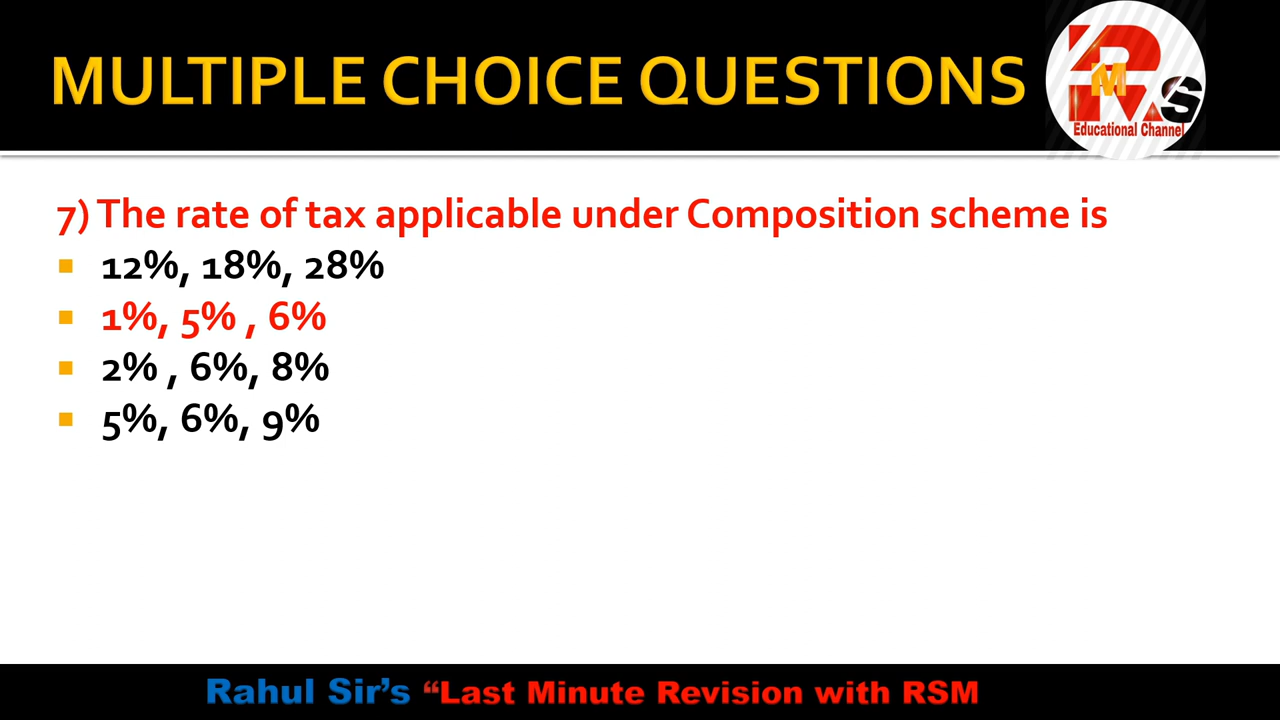 MULTIPLE CHOICE QUESTIONS
RMS
Educational Channel
7) The rate of tax applicable under Composition scheme is
12%, 18%, 28%
1%, 5% , 6%
2% , 6%, 8%
5%, 6%, 9%
Rahul Sir's "Last Minute Revision with RSM